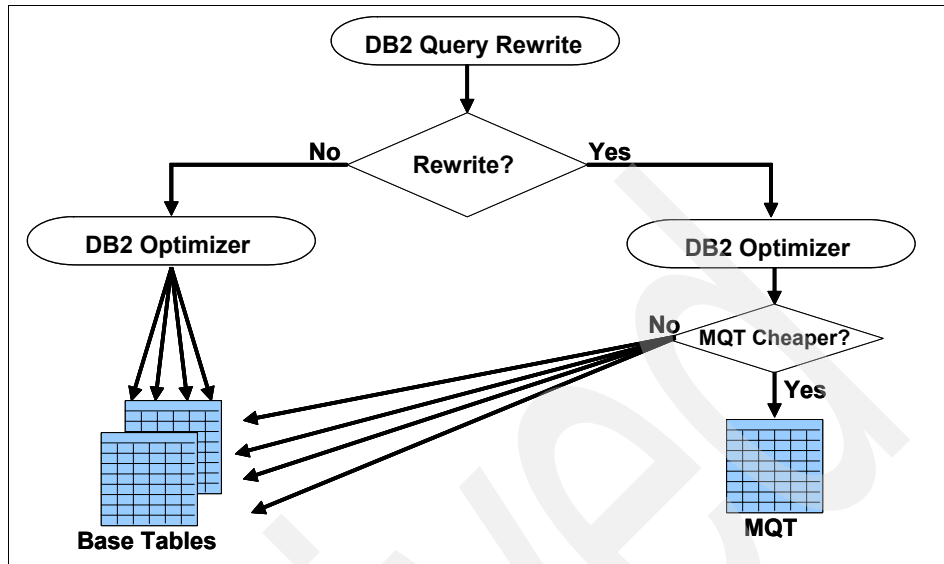 DB2 Query Rewrite
No
Rewrite?
Yes
DB2 Optimizer
DB2 Optimizer
No
MQT Cheaper?
Yes
Base Tables
MQT